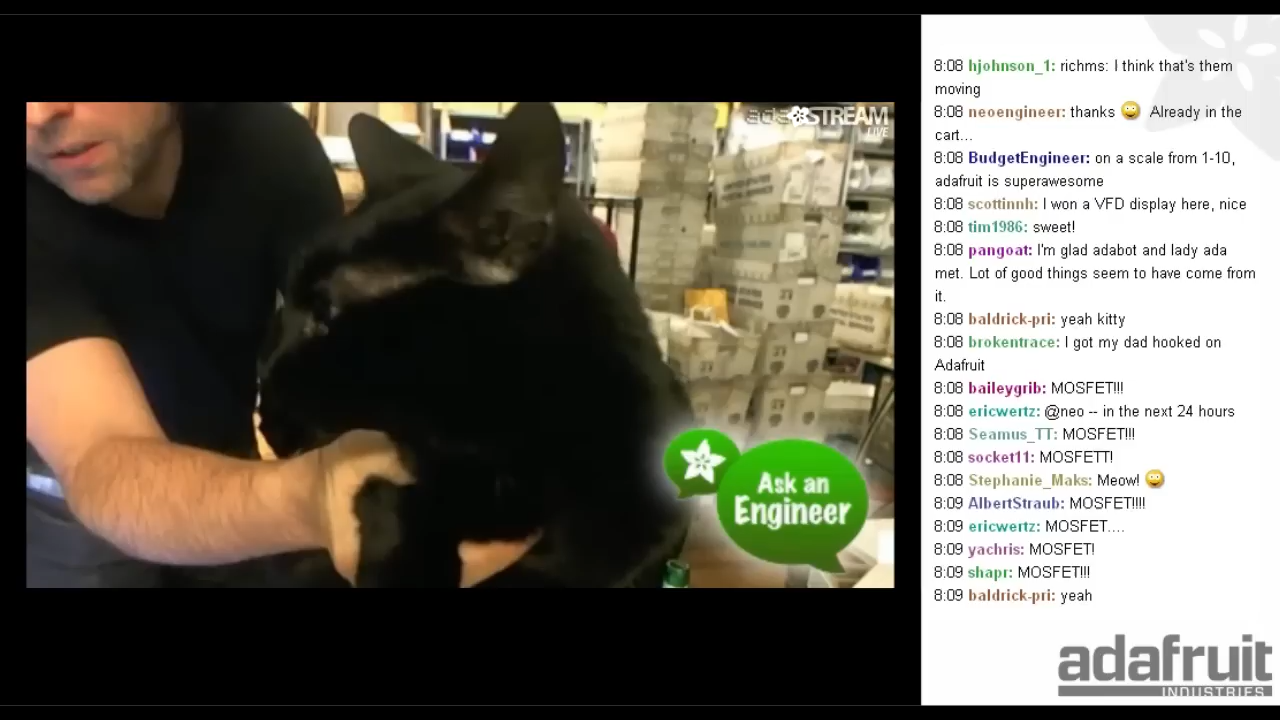 adaSTREAM
LIVE
Ask an
Engineer
8:08 hjohnson_1: richms: I think that's them
moving
8:08 neoengineer: thanks Already in the
cart...
8:08 BudgetEngineer: on a scale from 1-10,
adafruit is superawesome
8:08 scottinnh: I won a VFD display here, nice
8:08 tim1986: sweet!
8:08 pangoat: I'm glad adabot and lady ada
met. Lot of good things seem to have come from
it.
8:08 baldrick-pri: yeah kitty
8:08 brokentrace: I got my dad hooked on
Adafruit
8:08 baileygrib: MOSFET!!!
8:08 ericwertz: @neo -- in the next 24 hours
8:08 Seamus_TT: MOSFET!!!
8:08 socket11: MOSFETT!
8:08 Stephanie_Maks: Meow!
8:09 AlbertStraub: MOSFET!!!!
8:09 ericwertz: MOSFET....
8:09 yachris: MOSFET!
8:09 shapr: MOSFET!!!
8:09 baldrick-pri: yeah
adafruit
INDUSTRIES